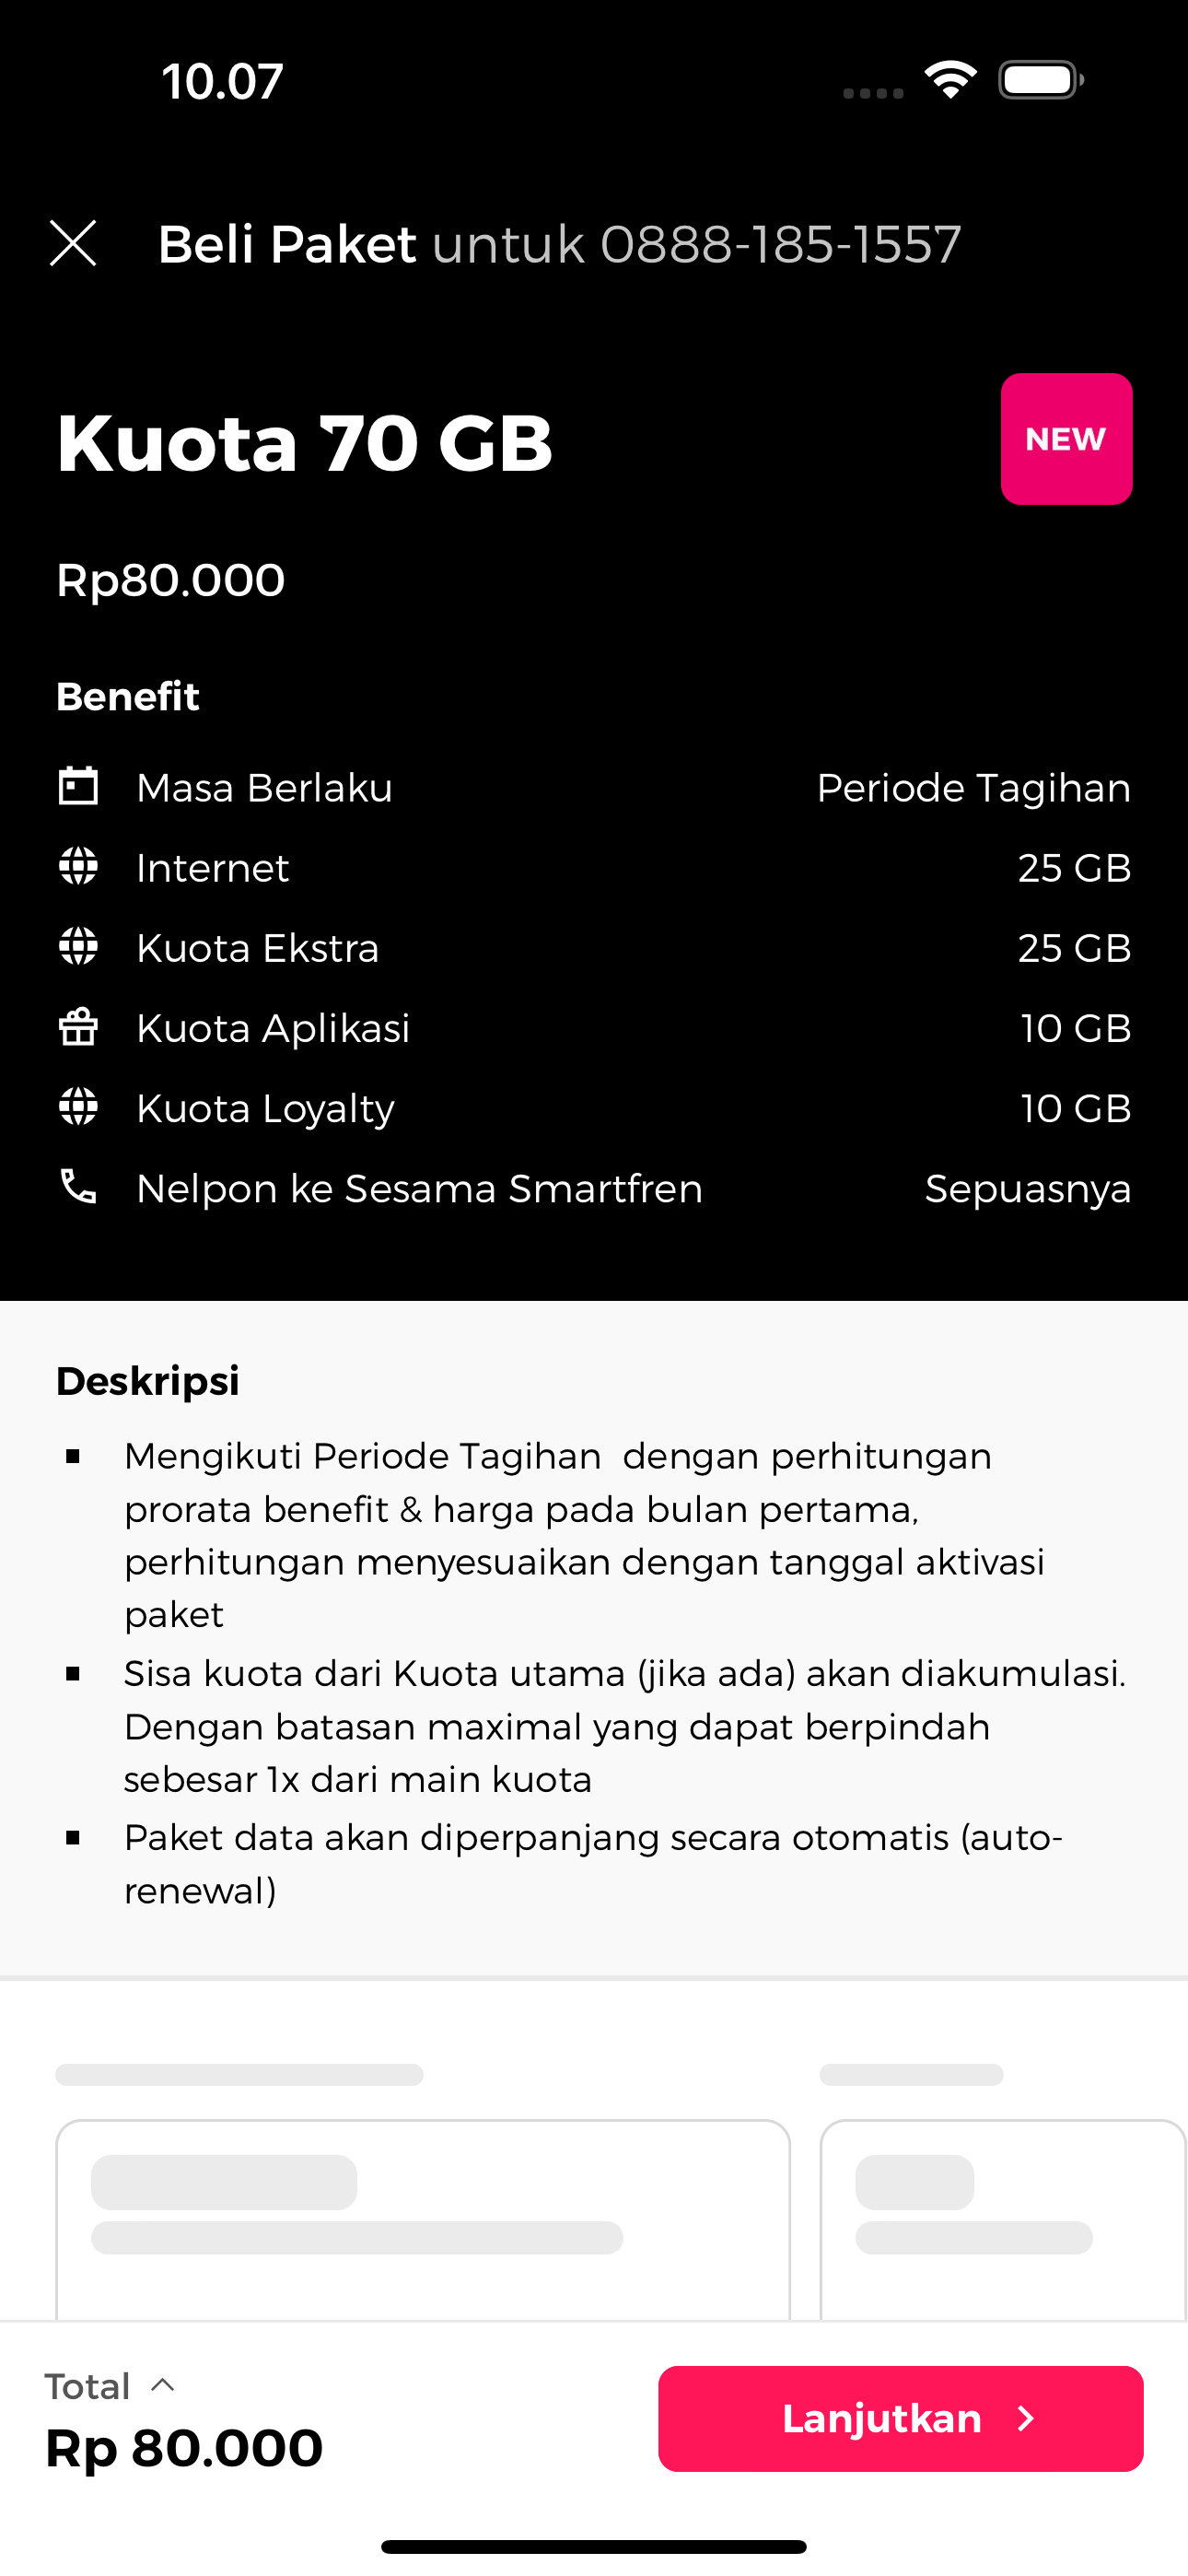 10.07
Beli Paket untuk 0888-185-1557
Kuota 70 GB
NEW
Rp80.000
Benefit
Masa Berlaku Periode Tagihan
Internet 25 GB
Kuota Ekstra 25 GB
Kuota Aplikasi 10 GB
Kuota Loyalty 10 GB
Nelpon ke Sesama Smartfren Sepuasnya
Deskripsi
▪ Mengikuti Periode Tagihan  dengan perhitungan
prorata benefit & harga pada bulan pertama,
perhitungan menyesuaikan dengan tanggal aktivasi
paket
▪ Sisa kuota dari Kuota utama (jika ada) akan diakumulasi.
Dengan batasan maximal yang dapat berpindah
sebesar 1x dari main kuota
▪ Paket data akan diperpanjang secara otomatis (auto-
renewal)
Total
Rp 80.000
Lanjutkan